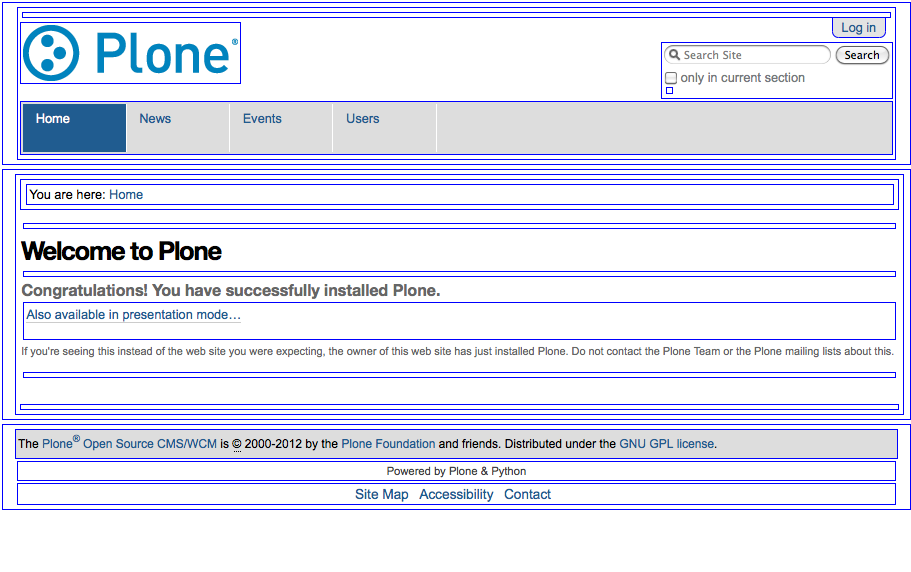 Log in
Plone®
Search Site
Search
only in current section
Home
News
Events
Users
You are here: Home
Welcome to Plone
Congratulations! You have successfully installed Plone.
Also available in presentation mode…
If you're seeing this instead of the web site you were expecting, the owner of this web site has just installed Plone. Do not contact the Plone Team or the Plone mailing lists about this.
The Plone® Open Source CMS/WCM is © 2000-2012 by the Plone Foundation and friends. Distributed under the GNU GPL license.
Powered by Plone & Python
Site Map Accessibility Contact